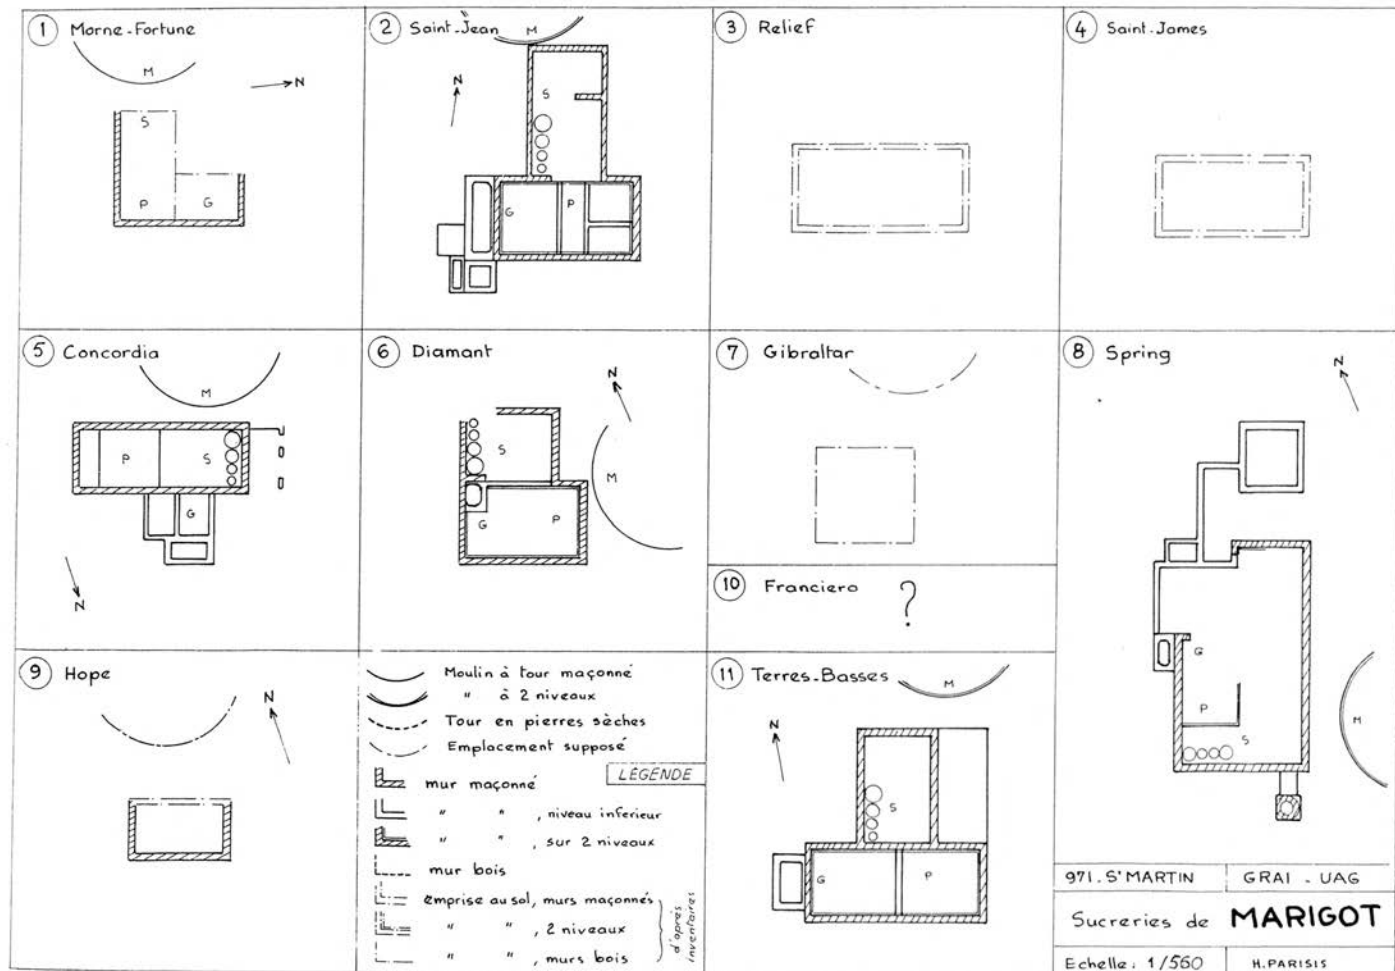 1 Morne-Fortune
M
N
S
P
G
2 Saint-Jean
M
N
S
G
P
3 Relief
4 Saint-James
5 Concordia
M
P
S
G
N
6 Diamant
N
S
M
G
P
7 Gibraltar
8 Spring
N
G
P
S
M
10 Franciero ?
9 Hope
N
Moulin à tour maçonné
" à 2 niveaux
Tour en pierres sèches
Emplacement supposé
LÉGENDE
mur maçonné
" " , niveau inferieur
" " , sur 2 niveaux
mur bois
emprise au sol, murs maçonnés
" " , 2 niveaux
" " , murs bois
d'après
inventaires
11 Terres-Basses
M
N
S
G
P
971. St MARTIN GRAI - UAG
Sucreries de MARIGOT
Echelle: 1/560 H.PARISIS